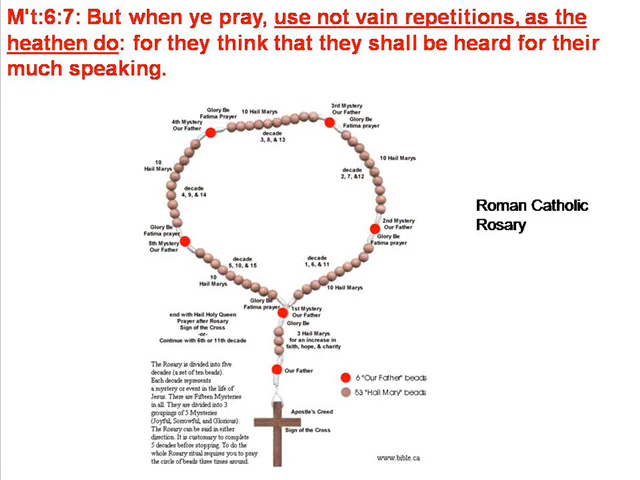 M't:6:7: But when ye pray, use not vain repetitions, as the
heathen do: for they think that they shall be heard for their
much speaking.
Glory Be
Fatima Prayer
10 Hail Marys
3rd Mystery
Our Father
4th Mystery
Our Father
Glory Be
Fatima prayer
decade
3, 8, & 13
10
Hail Marys
10 Hail Marys
decade
2, 7, &12
decade
4, 9, & 14
Roman Catholic
Rosary
Glory Be
Fatima prayer
2nd Mystery
Our Father
5th Mystery
Our Father
Glory Be
Fatima prayer
decade
5, 10, & 15
decade
1, 6, & 11
10
Hail Marys
10 Hail Marys
Glory Be
Fatima prayer
1st Mystery
Our Father
end with Hail Holy Queen
Prayer after Rosary
Sign of the Cross
-or-
Continue with 6th or 11th decade
Glory Be
3 Hail Marys
for an increase in
faith, hope, & charity
Our Father
The Rosary is divided into five
decades (a set of ten beads).
Each decade represents
a mystery or event in the life of
Jesus. There are Fifteen Mysteries
in all. They are divided into 3
groupings of 5 Mysteries
(Joyful, Sorrowful, and Glorious).
The Rosary can be said in either
direction. It is customary to complete
5 decades before stopping. To do the
whole Rosary ritual requires you to pray
the circle of beads three times around.
6 "Our Father" beads
53 "Hail Mary" beads
Apostle's Creed
Sign of the Cross
www.bible.ca